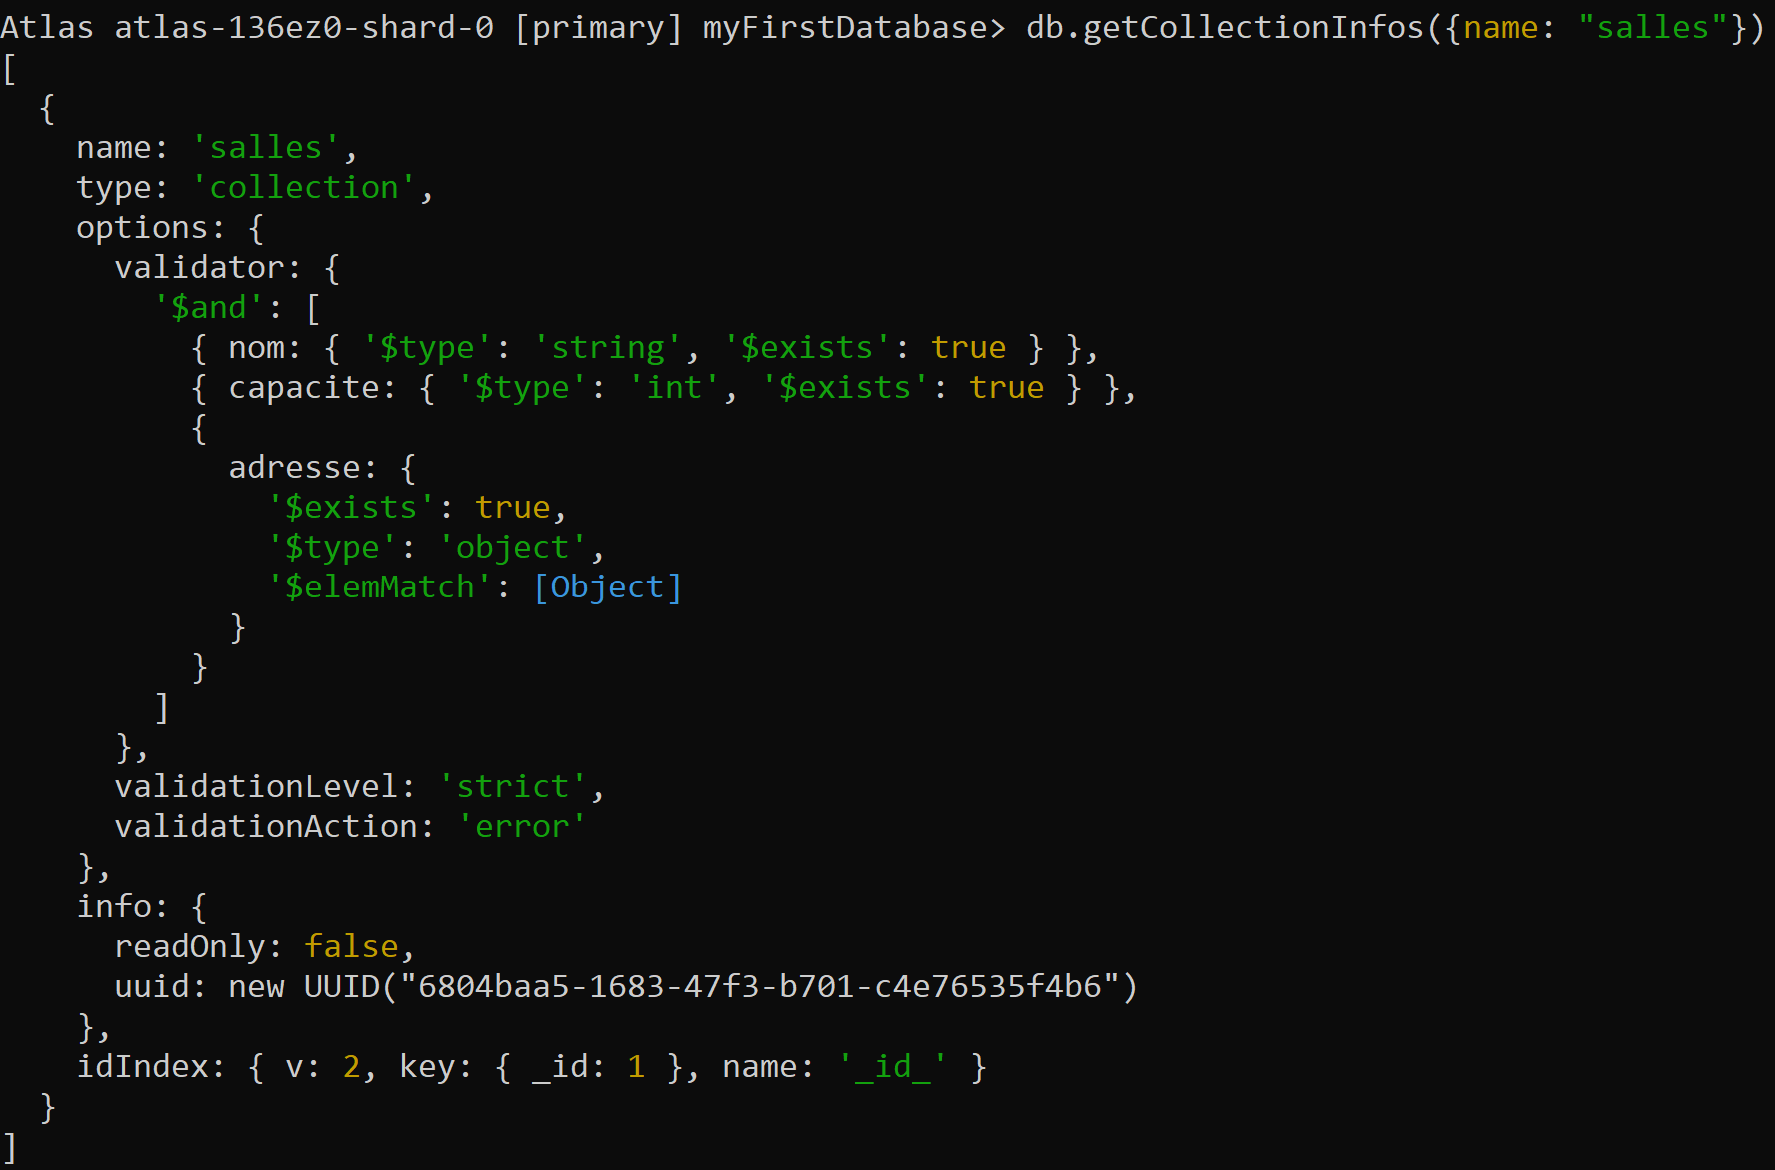 Atlas atlas-136ez0-shard-0 [primary] myFirstDatabase> db.getCollectionInfos({name: "salles"})
[
  {
    name: 'salles',
    type: 'collection',
    options: {
      validator: {
        '$and': [
          { nom: { '$type': 'string', '$exists': true } },
          { capacite: { '$type': 'int', '$exists': true } },
          {
            adresse: {
              '$exists': true,
              '$type': 'object',
              '$elemMatch': [Object]
            }
          }
        ]
      },
      validationLevel: 'strict',
      validationAction: 'error'
    },
    info: {
      readOnly: false,
      uuid: new UUID("6804baa5-1683-47f3-b701-c4e76535f4b6")
    },
    idIndex: { v: 2, key: { _id: 1 }, name: '_id_' }
  }
]